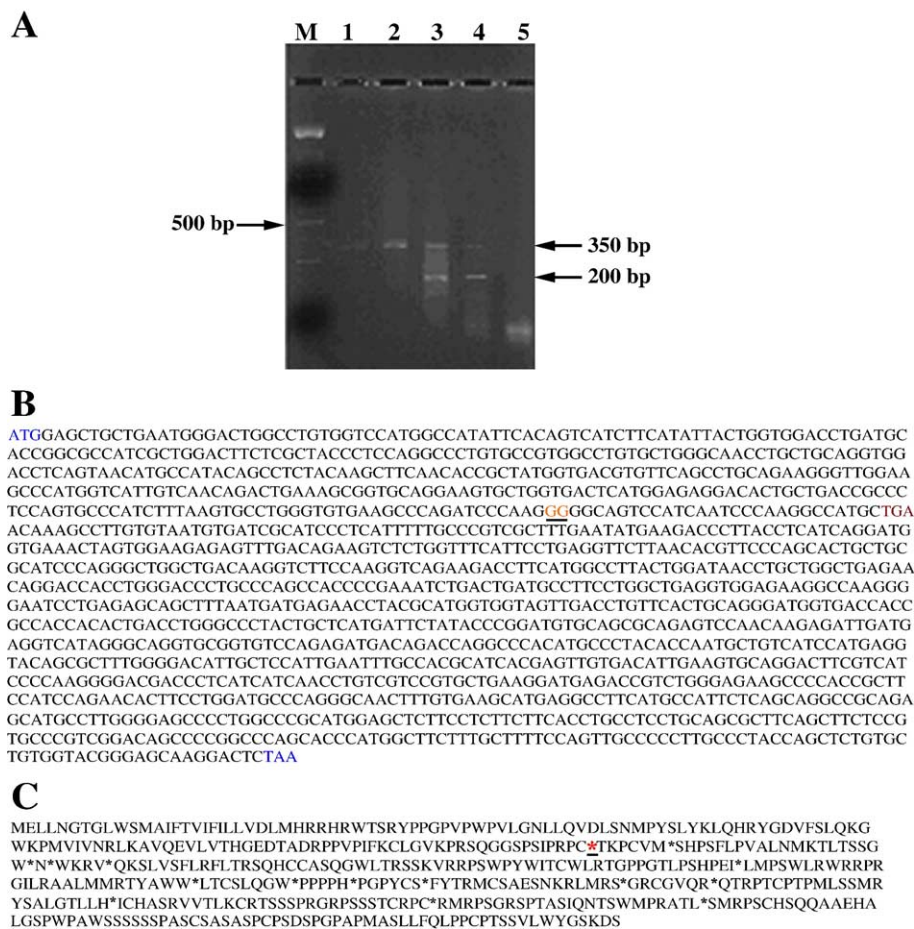 A
M 1 2 3 4 5
500 bp
350 bp
200 bp
B
ATGGAGCTGCTGAATGGGACTGGCCTGTGGTCCATGGCCATATTCACAGTCATCTTCATATTACTGGTGGACCTGATGC
ACCGGCGCCATCGCTGGACTTCTCGCTACCCTCCAGGCCCTGTGCCGTGGCCTGTGCTGGGCAACCTGCTGCAGGTGG
ACCTCAGTAACATGCCATACAGCCTCTACAAGCTTCAACACCGCTATGGTGACGTGTTCAGCCTGCAGAAGGGTTGGAA
GCCCATGGTCATTGTCAACAGACTGAAAGCGGTGCAGGAAGTGCTGGTGACTCATGGAGAGGACACTGCTGACCGCCC
TCCAGTGCCCATCTTTAAGTGCCTGGGTGTGAAGCCCAGATCCCAAGGGGGCAGTCCATCAATCCCAAGGCCATGCTGA
ACAAAGCCTTGTGTAATGTGATCGCATCCCTCATTTTTGCCCGTCGCTTTGAATATGAAGACCCTTACCTCATCAGGATG
GTGAAACTAGTGGAAGAGAGTTTGACAGAAGTCTCTGGTTTCATTCCTGAGGTTCTTAACACGTTCCCAGCACTGCTGC
GCATCCCAGGGCTGGCTGACAAGGTCTTCCAAGGTCAGAAGACCTTCATGGCCTTACTGGATAACCTGCTGGCTGAGAA
CAGGACCACCTGGGACCCTGCCCAGCCACCCCGAAATCTGACTGATGCCTTCCTGGCTGAGGTGGAGAAGGCCAAGGG
GAATCCTGAGAGCAGCTTTAATGATGAGAACCTACGCATGGTGGTAGTTGACCTGTTCACTGCAGGGATGGTGACCACC
GCCACCACACTGACCTGGGCCCTACTGCTCATGATTCTATACCCGGATGTGCAGCGCAGAGTCCAACAAGAGATTGATG
AGGTCATAGGGCAGGTGCGGTGTCCAGAGATGACAGACCAGGCCCACATGCCCTACACCAATGCTGTCATCCATGAGG
TACAGCGCTTTGGGGACATTGCTCCATTGAATTTGCCACGCATCACGAGTTGTGACATTGAAGTGCAGGACTTCGTCAT
CCCCAAGGGGACGACCCTCATCATCAACCTGTCGTCCGTGCTGAAGGATGAGACCGTCTGGGAGAAGCCCCACCGCTT
CCATCCAGAACACTTCCTGGATGCCCAGGGCAACTTTGTGAAGCATGAGGCCTTCATGCCATTCTCAGCAGGCCGCAGA
GCATGCCTTGGGGAGCCCCTGGCCCGCATGGAGCTCTTCCTCTTCTTCACCTGCCTCCTGCAGCGCTTCAGCTTCTCCG
TGCCCGTCGGACAGCCCCGGCCCAGCACCCATGGCTTCTTTGCTTTTCCAGTTGCCCCCTTGCCCTACCAGCTCTGTGC
TGTGGTACGGGAGCAAGGACTCTAA
C
MELLNGTGLWSMAIFTVIFILLVDLMHRRHRWTSRYPPGPVPWPVLGNLLQVDLSNMPYSLYKLQHRYGDVFSLQKG
WKPMVIVNRLKAVQEVLVTHGEDTADRPPVPIFKCLGVKPRSQGGSPSIPRPC*TKPCVM*SHPSFLPVALNMKTLTSSG
W*N*WKRV*QKSLVSFLRFLTRSQHCCASQGWLTRSSKVRRPSWPYWITCWLRTGPPGTLPSHPEI*LMPSWLRWRRPR
GILRAALMMRTYAWW*LTCSLQGW*PPPPH*PGPYCS*FYTRMCSAESNKRLMRS*GRCGVQR*QTRPTCPTPMLSSMR
YSALGTLLH*ICHASRVVTLKCRTSSSPRGRPSSSTCRPC*RMRPSGRSPTASIQNTSWMPRATL*SMRPSCHSQQAAEHA
LGSPWPAWSSSSSSPASCSASASPCPSDSPGPAPMASLLFQLPPCPTSSVLWYGSKDS